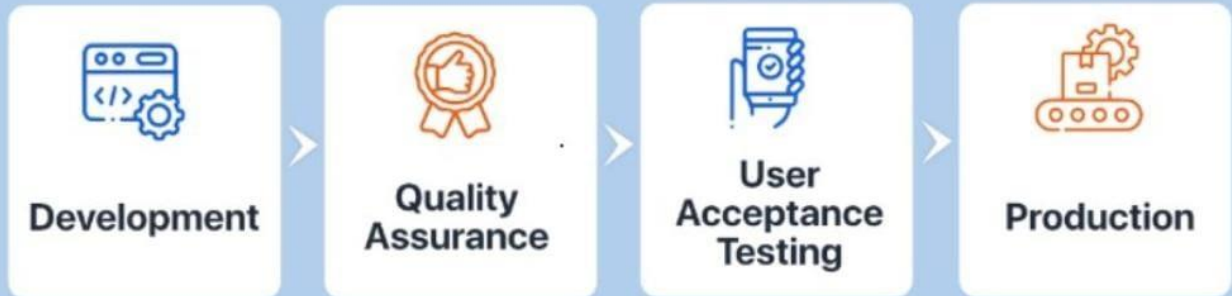 </>
Development
Quality
Assurance
User
Acceptance
Testing
Production